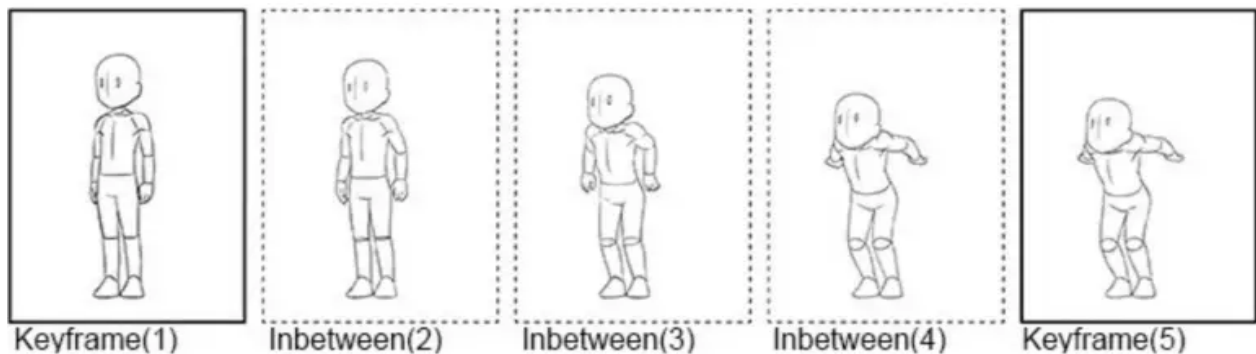 Keyframe(1)
Inbetween(2)
Inbetween(3)
Inbetween(4)
Keyframe(5)